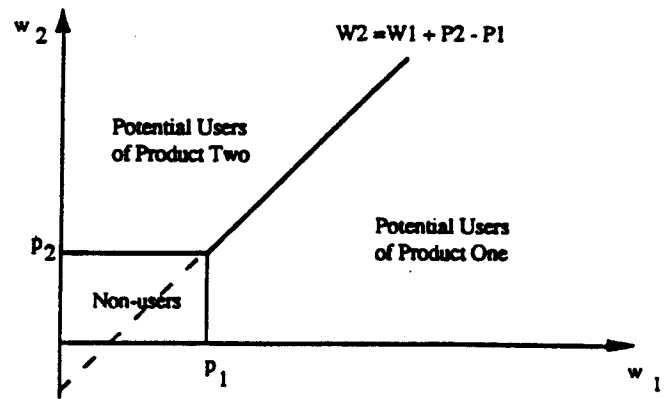 w 2
W2 = W1 + P2 - P1
Potential Users
of Product Two
Potential Users
of Product One
p 2
Non-users
p 1
w 1